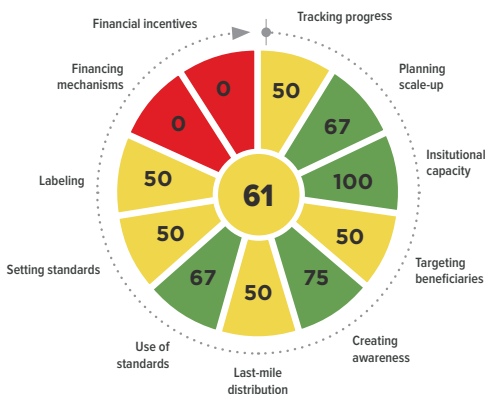 Financial incentives
Tracking progress
Financing
mechanisms
Planning
scale-up
0
50
0
67
Insitutional
capacity
Labeling
50
100
61
50
50
Setting standards
Targeting
beneficiaries
67
75
50
Use of
standards
Creating
awareness
Last-mile
distribution